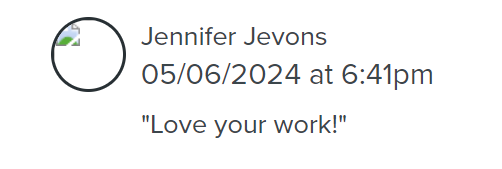 Jennifer Jevons
05/06/2024 at 6:41pm
"Love your work!"